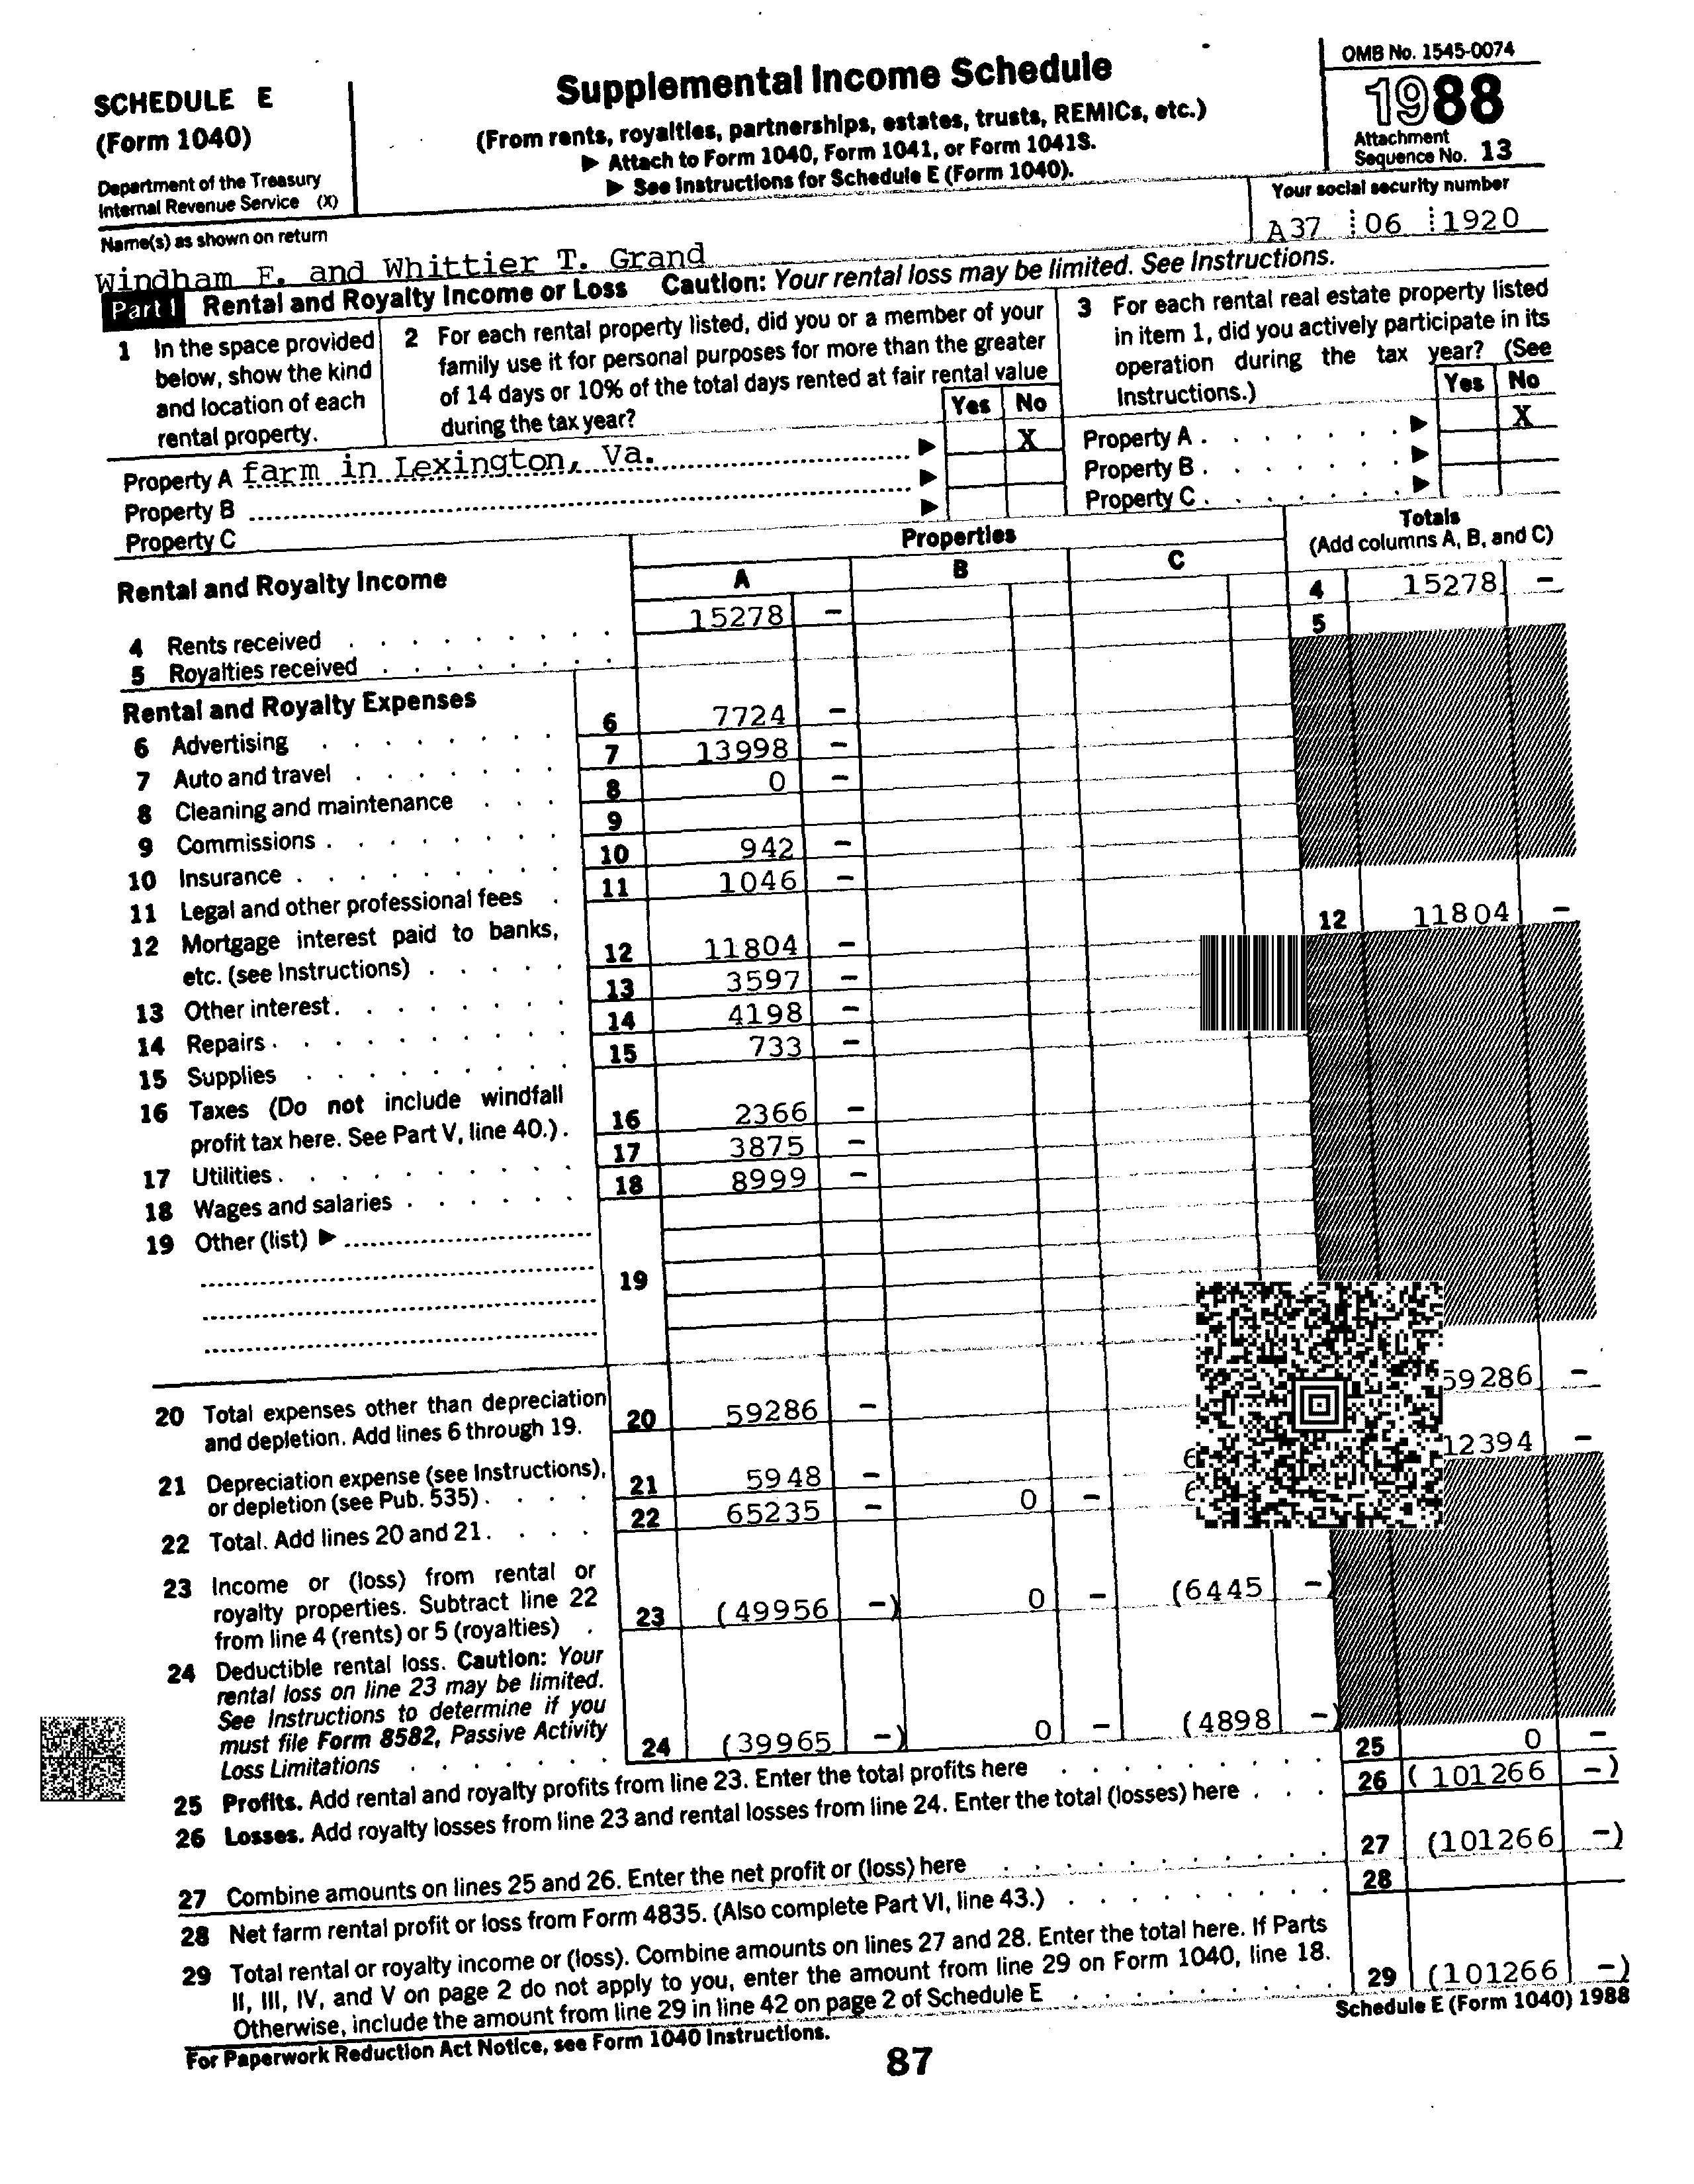 SCHEDULE E
(Form 1040)
Department of the Treasury
Internal Revenue Service (X)
Supplemental Income Schedule
(From rents, royalties, partnerships, estates, trusts, REMICs, etc.)
▶ Attach to Form 1040, Form 1041, or Form 1041S.
▶ See Instructions for Schedule E (Form 1040).
OMB No. 1545-0074
1988
Attachment
Sequence No. 13
Name(s) as shown on return
Windham F. and Whittier T. Grand
Your social security number
A37 06 1920
Part I Rental and Royalty Income or Loss Caution: Your rental loss may be limited. See Instructions.
1 In the space provided
below, show the kind
and location of each
rental property.
2 For each rental property listed, did you or a member of your
family use it for personal purposes for more than the greater
of 14 days or 10% of the total days rented at fair rental value
during the tax year?
Yes No
X
3 For each rental real estate property listed
in item 1, did you actively participate in its
operation during the tax year? (See
Instructions.)
Yes No
Property A . . . . . . . ▶ X
Property B . . . . . . . ▶
Property C . . . . . . . ▶
Property A farm in Lexington, Va. ▶
Property B ▶
Property C ▶
Rental and Royalty Income
Properties
A B C
Totals
(Add columns A, B, and C)
4 Rents received . . . . . . . . 15278 – 4 15278 –
5 Royalties received . . . . . . . 5
Rental and Royalty Expenses
6 Advertising . . . . . . . . 6 7724 –
7 Auto and travel . . . . . . . 7 13998 –
8 Cleaning and maintenance . . . 8 0 –
9 Commissions . . . . . . . 9
10 Insurance . . . . . . . . . 10 942 –
11 Legal and other professional fees . 11 1046 –
12 Mortgage interest paid to banks,
etc. (see Instructions) . . . . . 12 11804 – 12 11804 –
13 Other interest . . . . . . . . 13 3597 –
14 Repairs . . . . . . . . . . 14 4198 –
15 Supplies . . . . . . . . . 15 733 –
16 Taxes (Do not include windfall
profit tax here. See Part V, line 40.) . 16 2366 –
17 Utilities . . . . . . . . . . 17 3875 –
18 Wages and salaries . . . . . . 18 8999 –
19 Other (list) ▶
19
20 Total expenses other than depreciation
and depletion. Add lines 6 through 19. 20 59286 – 59286 –
21 Depreciation expense (see Instructions),
or depletion (see Pub. 535) . . . . 21 5948 – 6 12394 –
22 Total. Add lines 20 and 21 . . . . 22 65235 – 0 – 6
23 Income or (loss) from rental or
royalty properties. Subtract line 22
from line 4 (rents) or 5 (royalties) . 23 (49956 –) 0 – (6445 –)
24 Deductible rental loss. Caution: Your
rental loss on line 23 may be limited.
See Instructions to determine if you
must file Form 8582, Passive Activity
Loss Limitations . . . . . . 24 (39965 –) 0 – (4898 –)
25 Profits. Add rental and royalty profits from line 23. Enter the total profits here . . . . . . . . 25 0 –
26 Losses. Add royalty losses from line 23 and rental losses from line 24. Enter the total (losses) here . . . 26 (101266 –)
27 Combine amounts on lines 25 and 26. Enter the net profit or (loss) here . . . . . . . . . . . 27 (101266 –)
28 Net farm rental profit or loss from Form 4835. (Also complete Part VI, line 43.) . . . . . . . . . 28
29 Total rental or royalty income or (loss). Combine amounts on lines 27 and 28. Enter the total here. If Parts
II, III, IV, and V on page 2 do not apply to you, enter the amount from line 29 on Form 1040, line 18.
Otherwise, include the amount from line 29 in line 42 on page 2 of Schedule E . . . . . . . . . 29 (101266 –)
For Paperwork Reduction Act Notice, see Form 1040 Instructions.
Schedule E (Form 1040) 1988
87